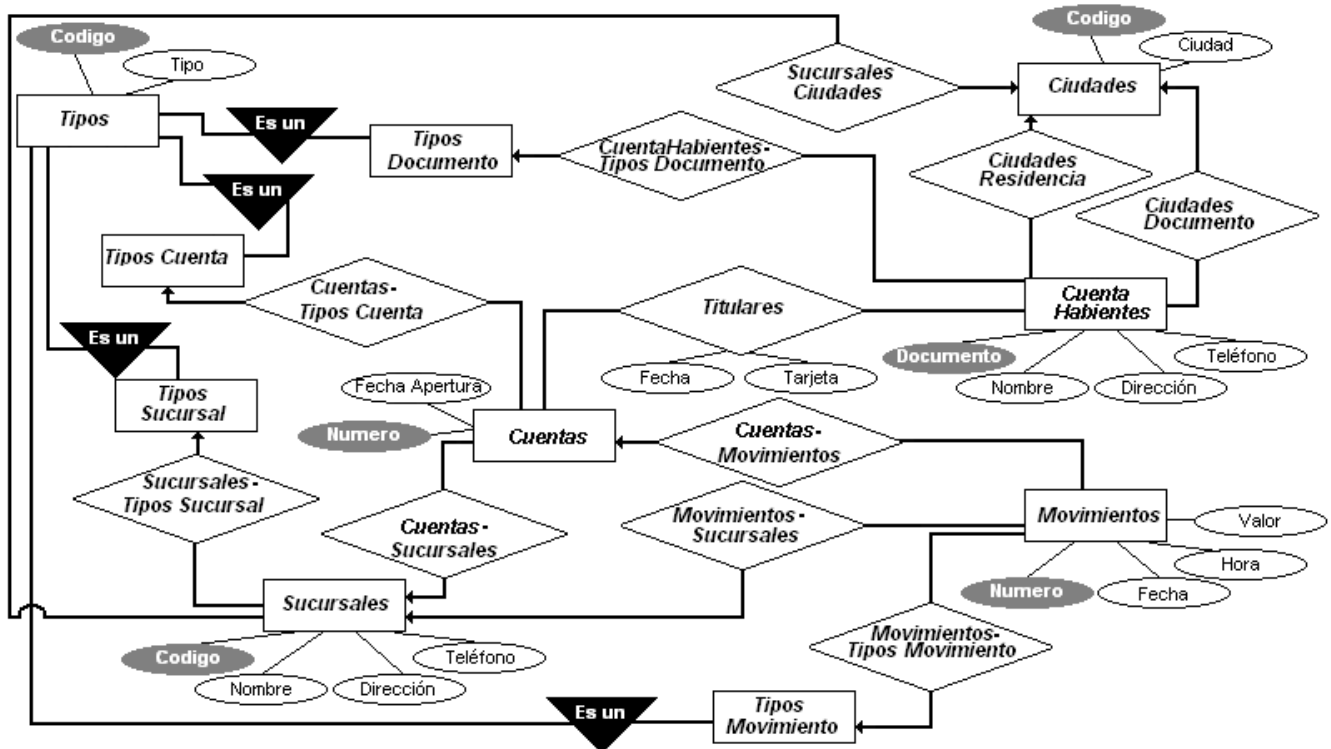 Codigo
Tipo
Tipos
Es un
Tipos
Documento
CuentaHabientes-
Tipos Documento
Sucursales
Ciudades
Codigo
Ciudad
Ciudades
Ciudades
Residencia
Ciudades
Documento
Es un
Tipos Cuenta
Cuentas-
Tipos Cuenta
Titulares
Fecha
Tarjeta
Cuenta
Habientes
Documento
Nombre
Dirección
Teléfono
Es un
Tipos
Sucursal
Fecha Apertura
Numero
Cuentas
Cuentas-
Movimientos
Sucursales-
Tipos Sucursal
Cuentas-
Sucursales
Movimientos-
Sucursales
Movimientos
Valor
Hora
Fecha
Numero
Sucursales
Codigo
Nombre
Dirección
Teléfono
Movimientos-
Tipos Movimiento
Es un
Tipos
Movimiento